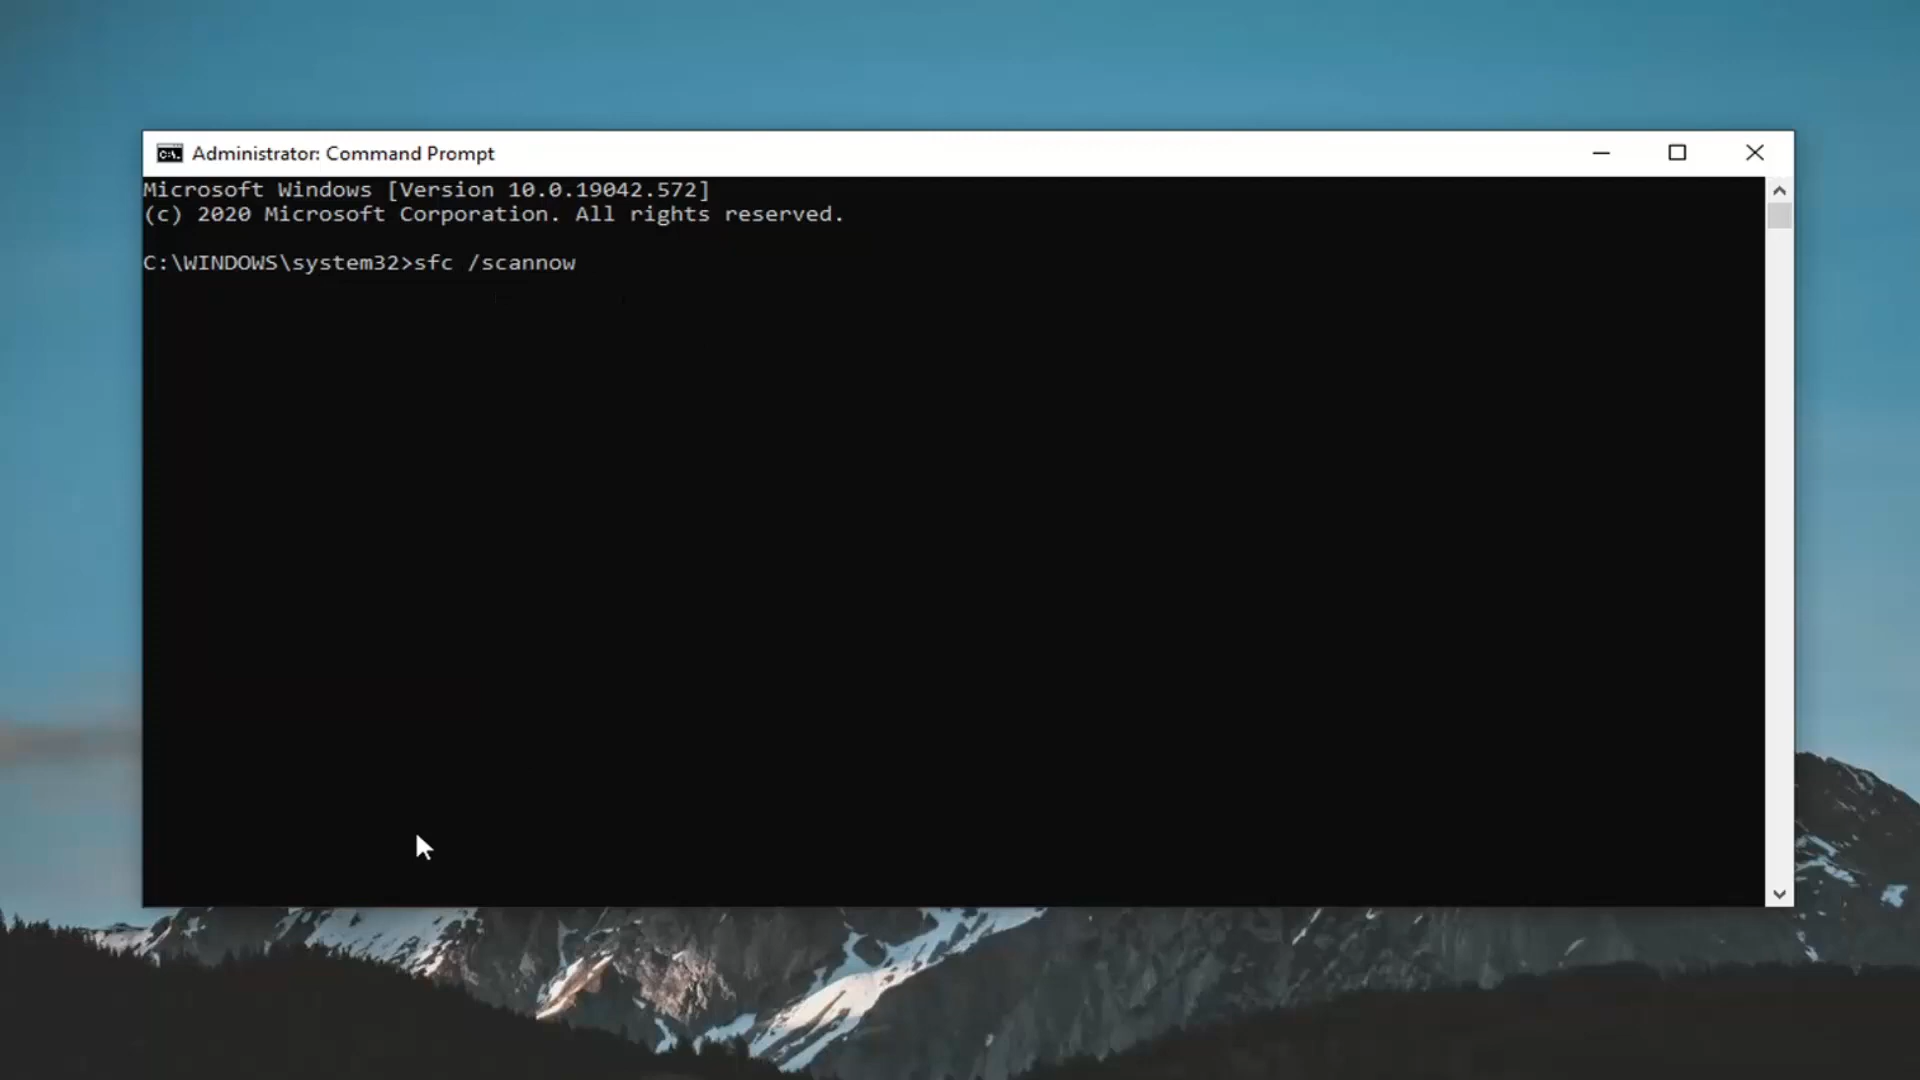 Administrator: Command Prompt
Microsoft Windows [Version 10.0.19042.572]
(c) 2020 Microsoft Corporation. All rights reserved.
C:\WINDOWS\system32>sfc /scannow